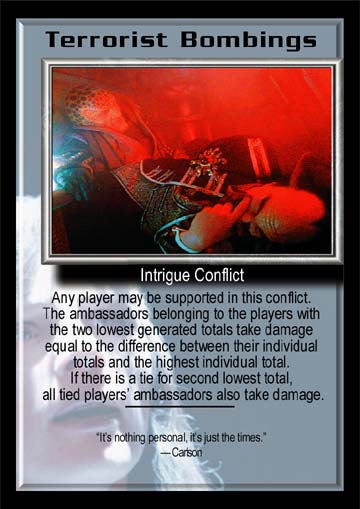 Terrorist Bombings
Intrigue Conflict
Any player may be supported in this conflict.
The ambassadors belonging to the players with
the two lowest generated totals take damage
equal to the difference between their individual
totals and the highest individual total.
If there is a tie for second lowest total,
all tied players' ambassadors also take damage.
“It's nothing personal, it's just the times.”
— Carlson